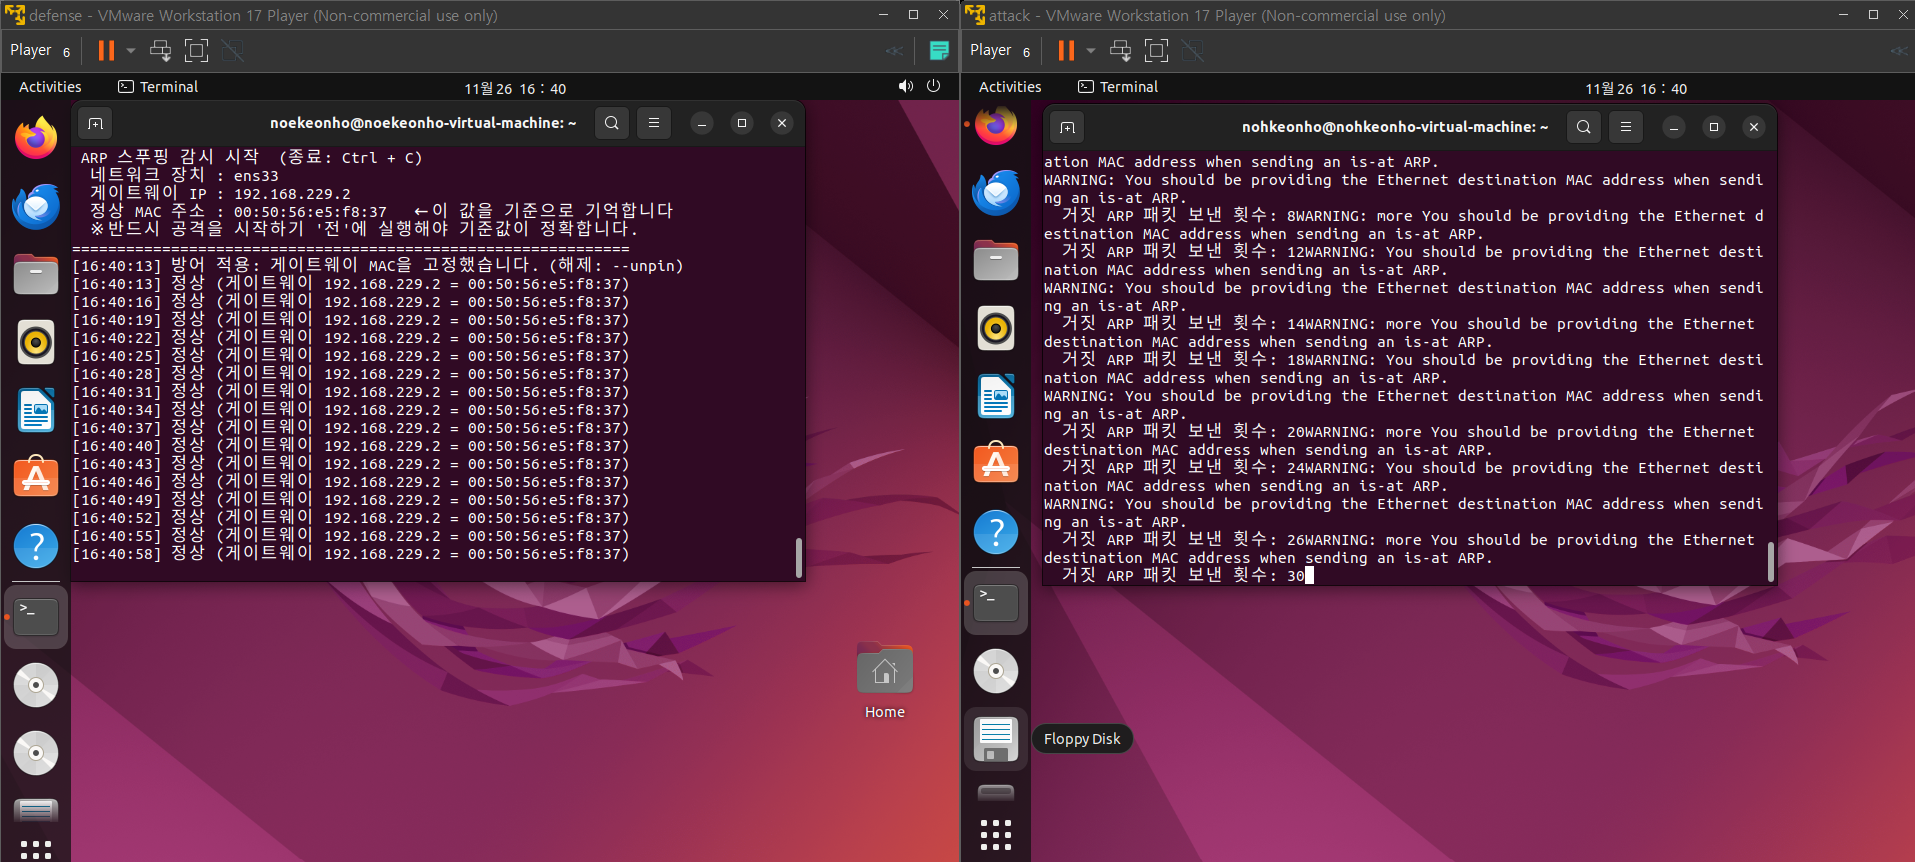 defense - VMware Workstation 17 Player (Non-commercial use only)
Player 6
Activities
Terminal
11월 26 16 : 40
noekeonho@noekeonho-virtual-machine: ~
ARP 스푸핑 감시 시작 (종료: Ctrl + C)
네트워크 장치 : ens33
게이트웨이 IP : 192.168.229.2
정상 MAC 주소 : 00:50:56:e5:f8:37 ←이 값을 기준으로 기억합니다
※반드시 공격을 시작하기 '전'에 실행해야 기준값이 정확합니다.
==============================================================
[16:40:13] 방어 적용: 게이트웨이 MAC을 고정했습니다. (해제: --unpin)
[16:40:13] 정상 (게이트웨이 192.168.229.2 = 00:50:56:e5:f8:37)
[16:40:16] 정상 (게이트웨이 192.168.229.2 = 00:50:56:e5:f8:37)
[16:40:19] 정상 (게이트웨이 192.168.229.2 = 00:50:56:e5:f8:37)
[16:40:22] 정상 (게이트웨이 192.168.229.2 = 00:50:56:e5:f8:37)
[16:40:25] 정상 (게이트웨이 192.168.229.2 = 00:50:56:e5:f8:37)
[16:40:28] 정상 (게이트웨이 192.168.229.2 = 00:50:56:e5:f8:37)
[16:40:31] 정상 (게이트웨이 192.168.229.2 = 00:50:56:e5:f8:37)
[16:40:34] 정상 (게이트웨이 192.168.229.2 = 00:50:56:e5:f8:37)
[16:40:37] 정상 (게이트웨이 192.168.229.2 = 00:50:56:e5:f8:37)
[16:40:40] 정상 (게이트웨이 192.168.229.2 = 00:50:56:e5:f8:37)
[16:40:43] 정상 (게이트웨이 192.168.229.2 = 00:50:56:e5:f8:37)
[16:40:46] 정상 (게이트웨이 192.168.229.2 = 00:50:56:e5:f8:37)
[16:40:49] 정상 (게이트웨이 192.168.229.2 = 00:50:56:e5:f8:37)
[16:40:52] 정상 (게이트웨이 192.168.229.2 = 00:50:56:e5:f8:37)
[16:40:55] 정상 (게이트웨이 192.168.229.2 = 00:50:56:e5:f8:37)
[16:40:58] 정상 (게이트웨이 192.168.229.2 = 00:50:56:e5:f8:37)
Home
attack - VMware Workstation 17 Player (Non-commercial use only)
Player 6
Activities
Terminal
11월 26 16 : 40
nohkeonho@nohkeonho-virtual-machine: ~
ation MAC address when sending an is-at ARP.
WARNING: You should be providing the Ethernet destination MAC address when sendi
ng an is-at ARP.
거짓 ARP 패킷 보낸 횟수: 8WARNING: more You should be providing the Ethernet d
estination MAC address when sending an is-at ARP.
거짓 ARP 패킷 보낸 횟수: 12WARNING: You should be providing the Ethernet desti
nation MAC address when sending an is-at ARP.
WARNING: You should be providing the Ethernet destination MAC address when sendi
ng an is-at ARP.
거짓 ARP 패킷 보낸 횟수: 14WARNING: more You should be providing the Ethernet
destination MAC address when sending an is-at ARP.
거짓 ARP 패킷 보낸 횟수: 18WARNING: You should be providing the Ethernet desti
nation MAC address when sending an is-at ARP.
WARNING: You should be providing the Ethernet destination MAC address when sendi
ng an is-at ARP.
거짓 ARP 패킷 보낸 횟수: 20WARNING: more You should be providing the Ethernet
destination MAC address when sending an is-at ARP.
거짓 ARP 패킷 보낸 횟수: 24WARNING: You should be providing the Ethernet desti
nation MAC address when sending an is-at ARP.
WARNING: You should be providing the Ethernet destination MAC address when sendi
ng an is-at ARP.
거짓 ARP 패킷 보낸 횟수: 26WARNING: more You should be providing the Ethernet
destination MAC address when sending an is-at ARP.
거짓 ARP 패킷 보낸 횟수: 30
Floppy Disk